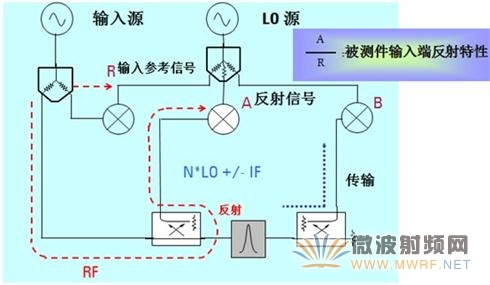 输入源
LO 源
A
R
:被测件输入端反射特性
R
输入参考信号
A
反射信号
B
N*LO +/- IF
传输
反射
RF
微波射频网
WWW.MWRF.NET